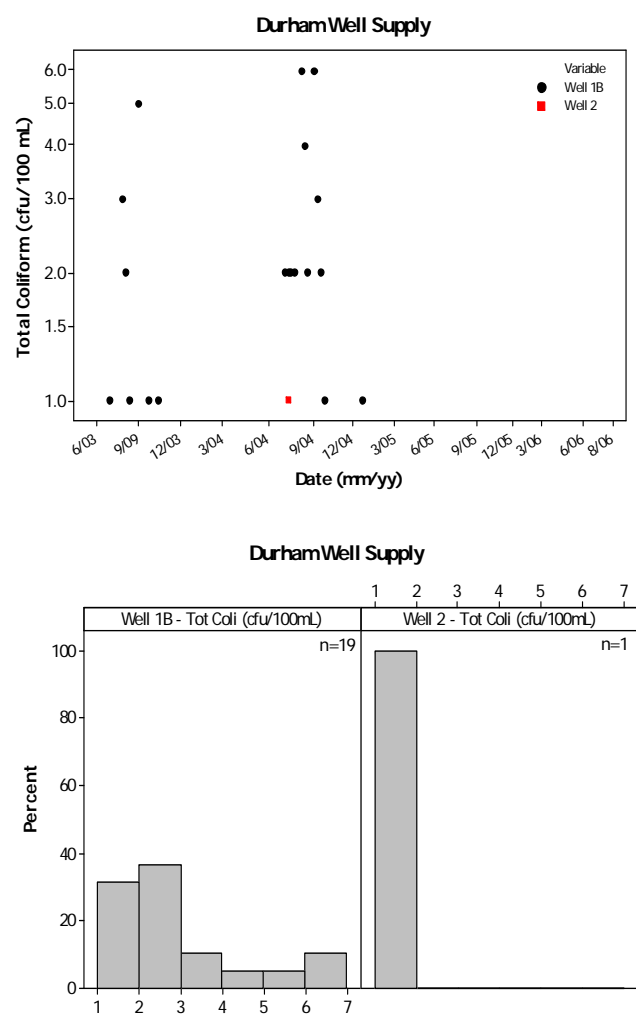 Durham Well Supply
Total Coliform (cfu/100 mL)
6.0
5.0
4.0
3.0
2.0
1.5
1.0
Variable
Well 1B
Well 2
6/03 9/09 12/03 3/04 6/04 9/04 12/04 3/05 6/05 9/05 12/05 3/06 6/06 8/06
Date (mm/yy)
Durham Well Supply
1 2 3 4 5 6 7
Well 1B - Tot Coli (cfu/100mL) Well 2 - Tot Coli (cfu/100mL)
n=19 n=1
Percent
100
80
60
40
20
0
1 2 3 4 5 6 7